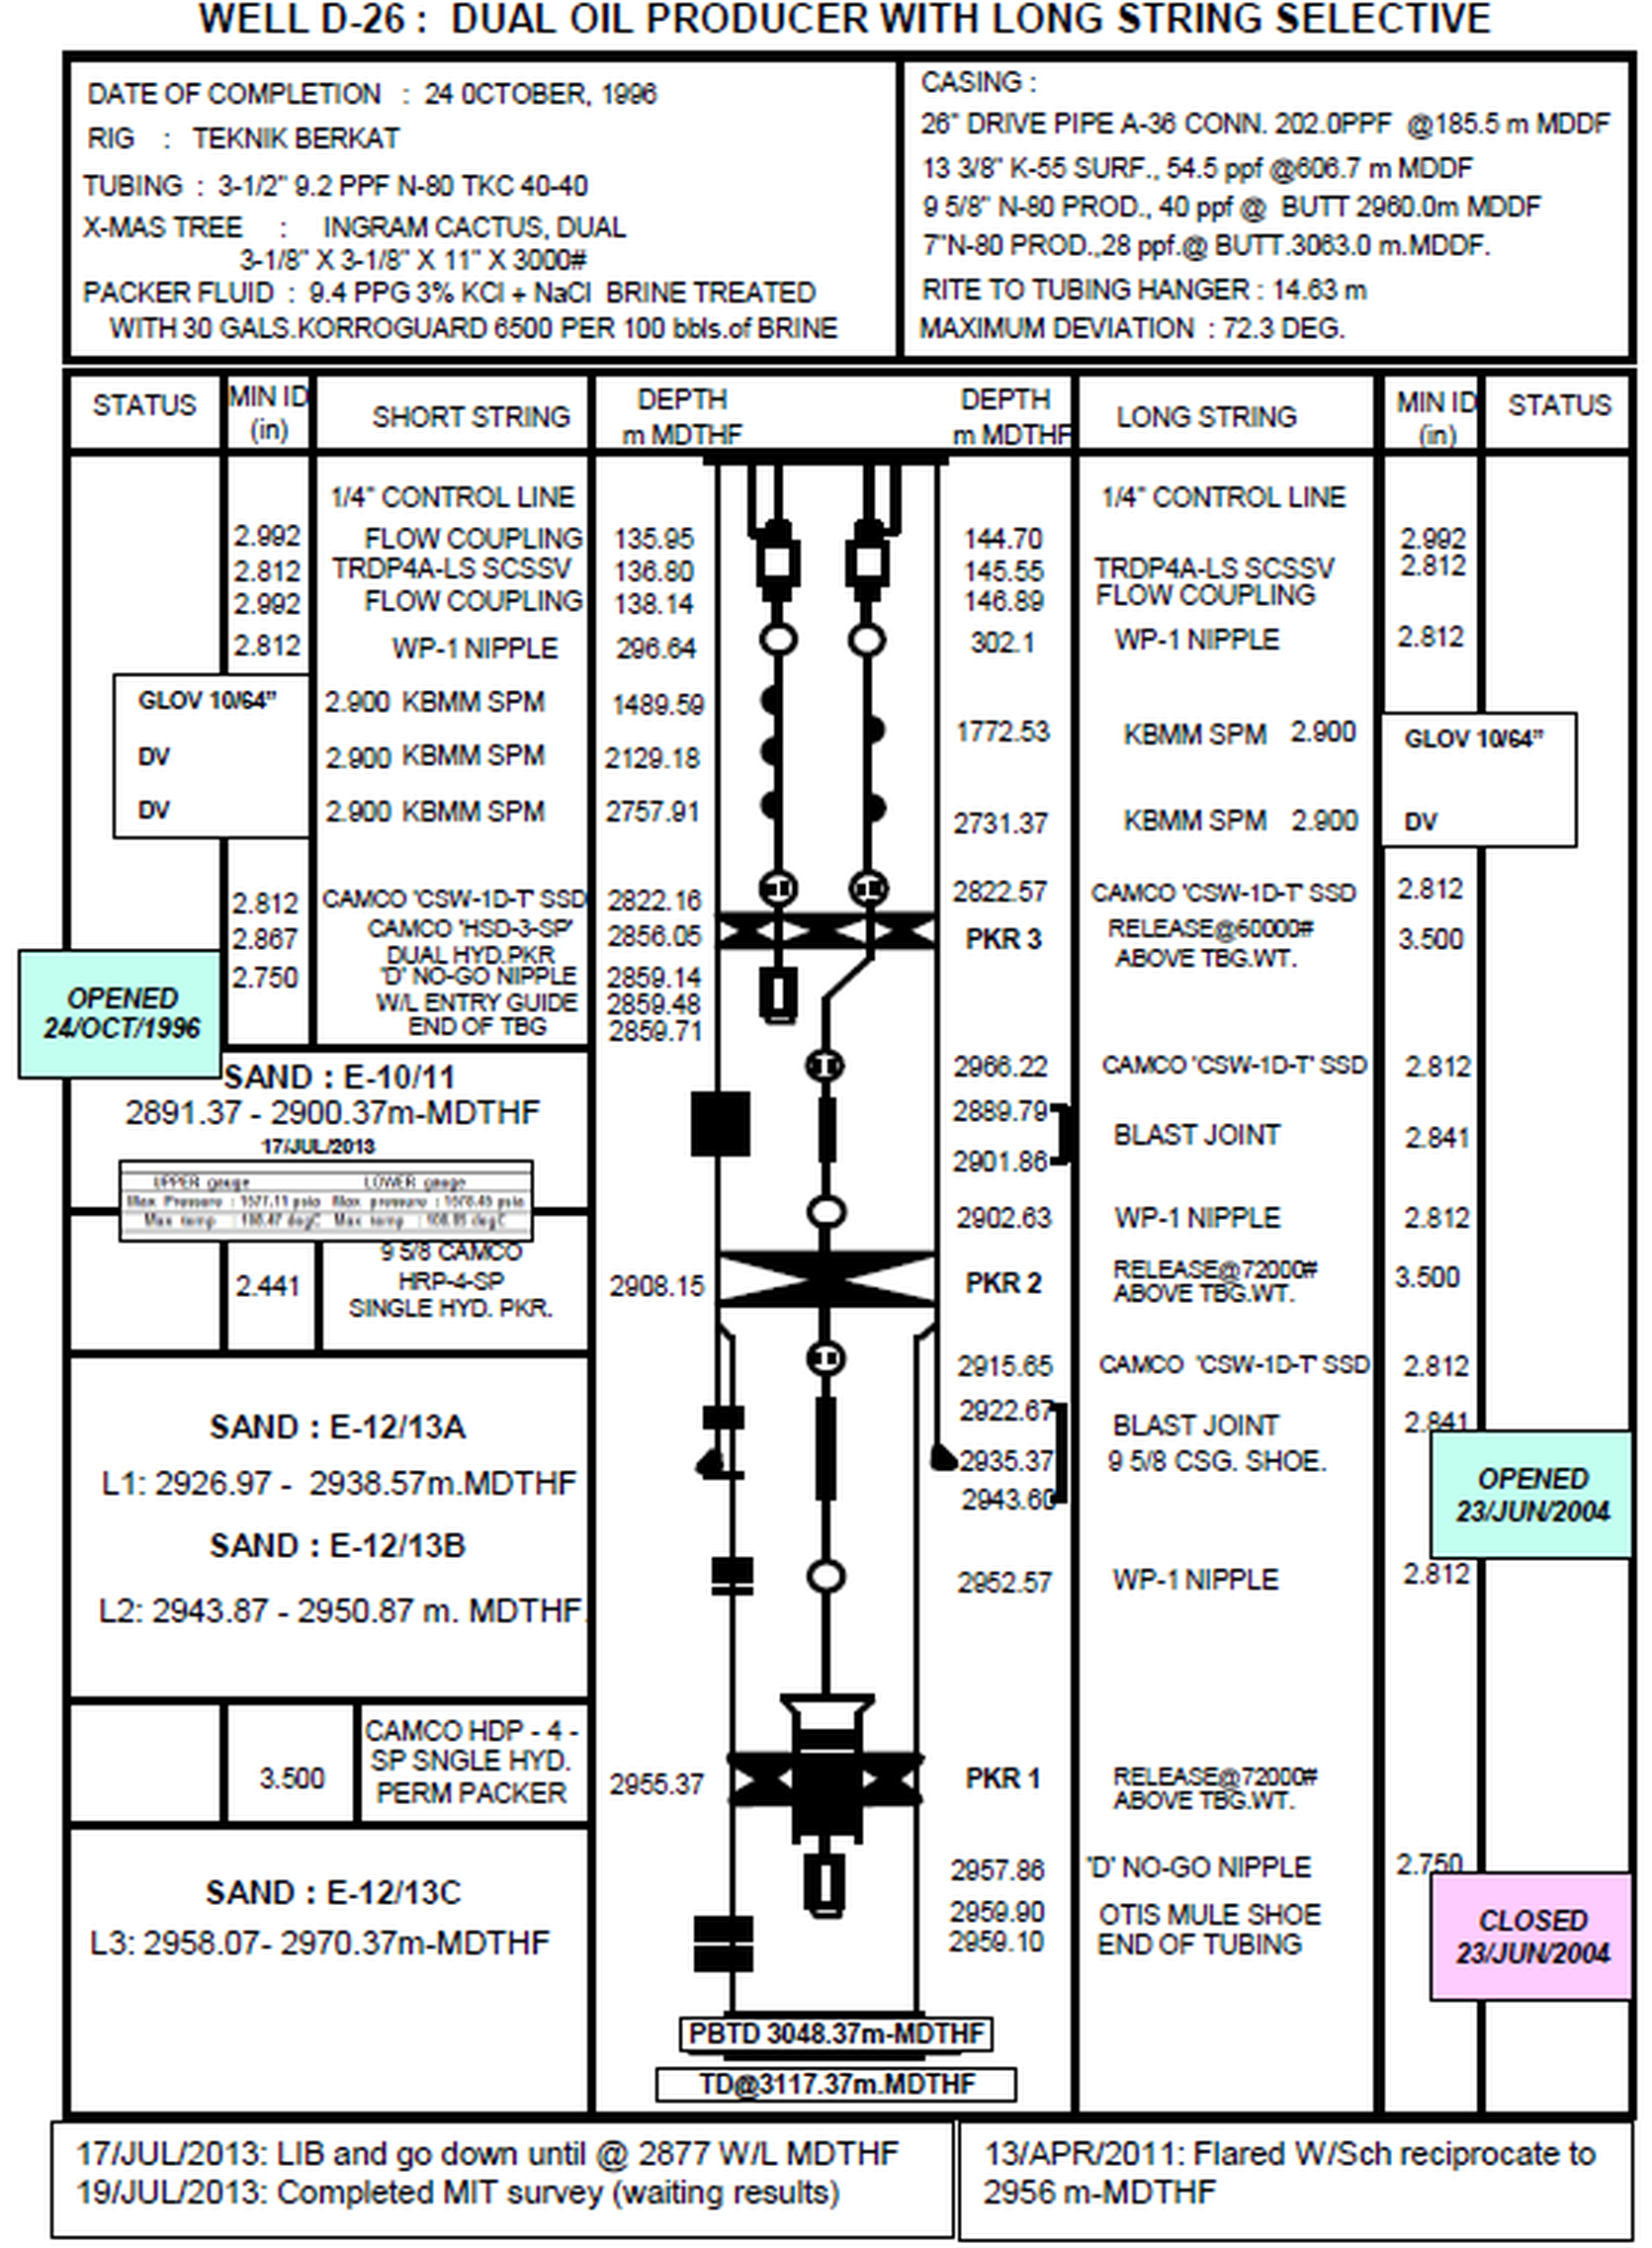 WELL D-26 : DUAL OIL PRODUCER WITH LONG STRING SELECTIVE
DATE OF COMPLETION : 24 0CTOBER, 1996
RIG : TEKNIK BERKAT
TUBING : 3-1/2" 9.2 PPF N-80 TKC 40-40
X-MAS TREE : INGRAM CACTUS, DUAL
3-1/8" X 3-1/8" X 11" X 3000#
PACKER FLUID : 9.4 PPG 3% KCl + NaCl BRINE TREATED
WITH 30 GALS.KORROGUARD 6500 PER 100 bbls.of BRINE
CASING :
26" DRIVE PIPE A-36 CONN. 202.0PPF @185.5 m MDDF
13 3/8" K-55 SURF., 54.5 ppf @606.7 m MDDF
9 5/8" N-80 PROD., 40 ppf @ BUTT 2960.0m MDDF
7"N-80 PROD.,28 ppf.@ BUTT.3063.0 m.MDDF.
RITE TO TUBING HANGER : 14.63 m
MAXIMUM DEVIATION : 72.3 DEG.
STATUS MIN ID (in) SHORT STRING DEPTH m MDTHF DEPTH m MDTHF LONG STRING MIN ID (in) STATUS
1/4" CONTROL LINE 1/4" CONTROL LINE
2.992 FLOW COUPLING 135.95 144.70 2.992
2.812 TRDP4A-LS SCSSV 136.80 145.55 TRDP4A-LS SCSSV 2.812
2.992 FLOW COUPLING 138.14 146.89 FLOW COUPLING
2.812 WP-1 NIPPLE 296.64 302.1 WP-1 NIPPLE 2.812
GLOV 10/64" 2.900 KBMM SPM 1489.59
1772.53 KBMM SPM 2.900 GLOV 10/64"
DV 2.900 KBMM SPM 2129.18
DV 2.900 KBMM SPM 2757.91
2731.37 KBMM SPM 2.900 DV
2.812 CAMCO 'CSW-1D-T' SSD 2822.16 2822.57 CAMCO 'CSW-1D-T' SSD 2.812
2.867 CAMCO 'HSD-3-SP' 2856.05 PKR 3 RELEASE@60000# 3.500
DUAL HYD.PKR ABOVE TBG.WT.
2.750 'D' NO-GO NIPPLE 2859.14
W/L ENTRY GUIDE 2859.48
END OF TBG 2859.71
OPENED
24/OCT/1996
SAND : E-10/11
2891.37 - 2900.37m-MDTHF
17/JUL/2013
UPPER gauge LOWER gauge
2966.22 CAMCO 'CSW-1D-T' SSD 2.812
2889.79
BLAST JOINT 2.841
2901.86
2902.63 WP-1 NIPPLE 2.812
9 5/8 CAMCO
2.441 HRP-4-SP 2908.15 PKR 2 RELEASE@72000# 3.500
SINGLE HYD. PKR. ABOVE TBG.WT.
2915.65 CAMCO 'CSW-1D-T' SSD 2.812
2922.67 BLAST JOINT 2.841
2935.37 9 5/8 CSG. SHOE.
2943.60
SAND : E-12/13A
L1: 2926.97 - 2938.57m.MDTHF
SAND : E-12/13B
L2: 2943.87 - 2950.87 m. MDTHF.
OPENED
23/JUN/2004
2952.57 WP-1 NIPPLE 2.812
CAMCO HDP - 4 -
SP SNGLE HYD.
3.500 PERM PACKER 2955.37 PKR 1 RELEASE@72000#
ABOVE TBG.WT.
2957.86 'D' NO-GO NIPPLE 2.750
2959.90 OTIS MULE SHOE
2959.10 END OF TUBING
SAND : E-12/13C
L3: 2958.07- 2970.37m-MDTHF
CLOSED
23/JUN/2004
PBTD 3048.37m-MDTHF
TD@3117.37m.MDTHF
17/JUL/2013: LIB and go down until @ 2877 W/L MDTHF
19/JUL/2013: Completed MIT survey (waiting results)
13/APR/2011: Flared W/Sch reciprocate to
2956 m-MDTHF